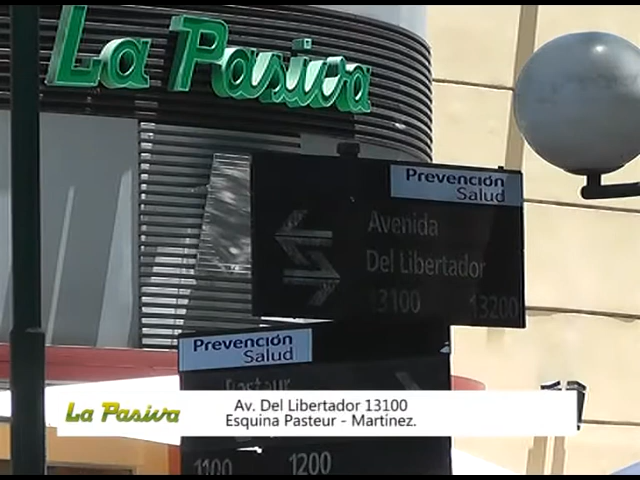 La Pasiva
Prevención
Salud
Avenida
Del Libertador
13100 13200
Prevención
Salud
Pasteur
1100 1200
La Pasiva
Av. Del Libertador 13100
Esquina Pasteur - Martinez.